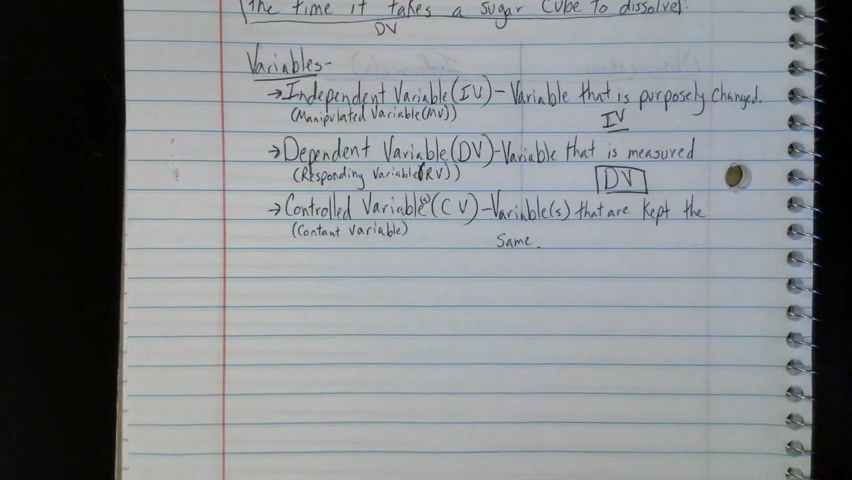 the time it takes a sugar cube to dissolve.
DV
Variables-
→Independent Variable(IV)-Variable that is purposely changed.
(Manipulated Variable(MV))
IV
→Dependent Variable(DV)-Variable that is measured
(Responding Variable(RV))
DV
→Controlled Variable(s)(CV)-Variable(s) that are kept the
(Contant Variable)
same.